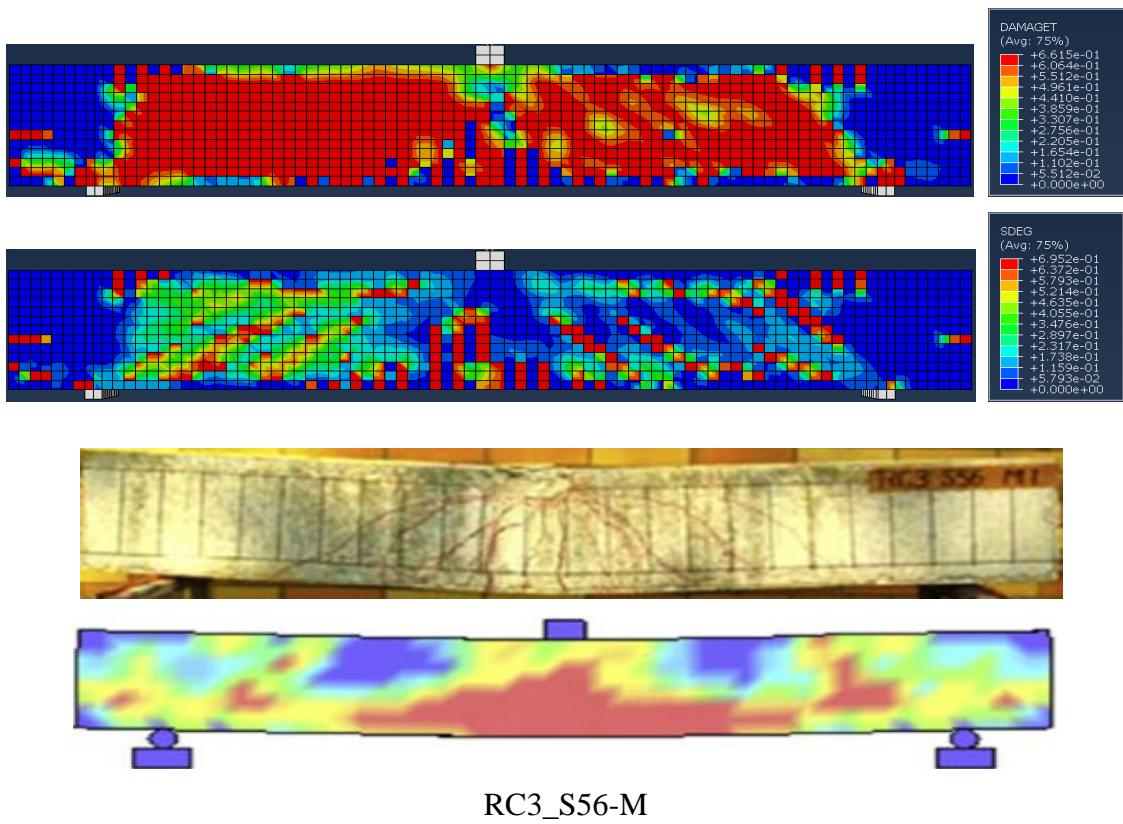 DAMAGET
(Avg: 75%)
+6.615e-01
+6.064e-01
+5.512e-01
+4.961e-01
+4.410e-01
+3.859e-01
+3.307e-01
+2.756e-01
+2.205e-01
+1.654e-01
+1.102e-01
+5.512e-02
+0.000e+00
SDEG
(Avg: 75%)
+6.952e-01
+6.372e-01
+5.793e-01
+5.214e-01
+4.635e-01
+4.055e-01
+3.476e-01
+2.897e-01
+2.317e-01
+1.738e-01
+1.159e-01
+5.793e-02
+0.000e+00
RC3 S56 M1
RC3_S56-M